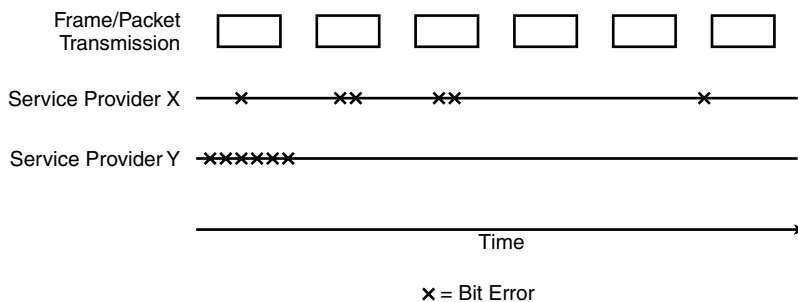 Frame/Packet
Transmission
Service Provider X
Service Provider Y
Time
× = Bit Error